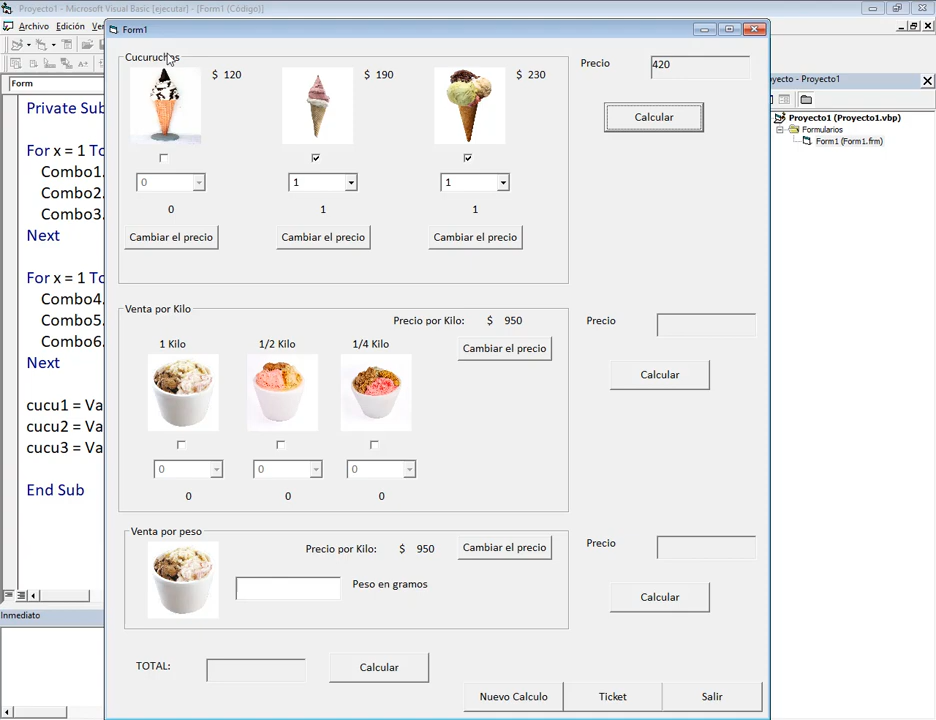 Proyecto1 - Microsoft Visual Basic [ejecutar] - [Form1 (Código)]
Archivo Edición Ver
Form
Private Sub
For x = 1 To
Combo1.
Combo2.
Combo3.
Next
For x = 1 To
Combo4.
Combo5.
Combo6.
Next
cucu1 = Va
cucu2 = Va
cucu3 = Va
End Sub
Inmediato
Form1
Cucuruchos
$ 120
$ 190
$ 230
0
1
1
0
1
1
Cambiar el precio
Cambiar el precio
Cambiar el precio
Precio
420
Calcular
Venta por Kilo
Precio por Kilo: $ 950
1 Kilo
1/2 Kilo
1/4 Kilo
Cambiar el precio
0
0
0
0
0
0
Precio
Calcular
Venta por peso
Precio por Kilo: $ 950
Cambiar el precio
Peso en gramos
Precio
Calcular
TOTAL:
Calcular
Nuevo Calculo
Ticket
Salir
yecto - Proyecto1
Proyecto1 (Proyecto1.vbp)
Formularios
Form1 (Form1.frm)